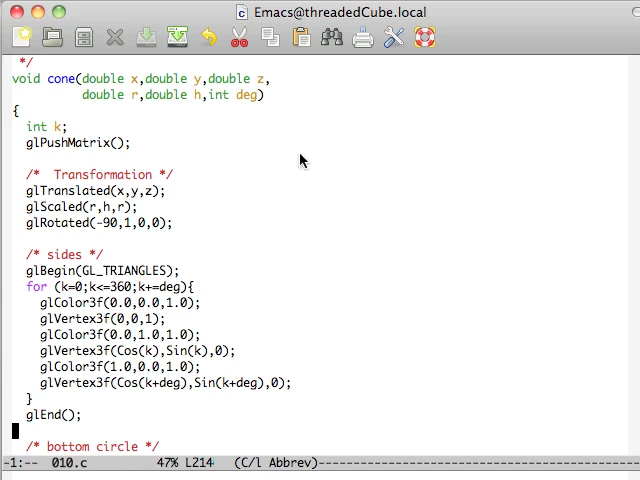 Emacs@threadedCube.local
*/
void cone(double x,double y,double z,
double r,double h,int deg)
{
int k;
glPushMatrix();
/*  Transformation */
glTranslated(x,y,z);
glScaled(r,h,r);
glRotated(-90,1,0,0);
/* sides */
glBegin(GL_TRIANGLES);
for (k=0;k<=360;k+=deg){
glColor3f(0.0,0.0,1.0);
glVertex3f(0,0,1);
glColor3f(0.0,1.0,1.0);
glVertex3f(Cos(k),Sin(k),0);
glColor3f(1.0,0.0,1.0);
glVertex3f(Cos(k+deg),Sin(k+deg),0);
}
glEnd();
/* bottom circle */
-1:--  010.c      47% L214   (C/l Abbrev)------------------------------------------